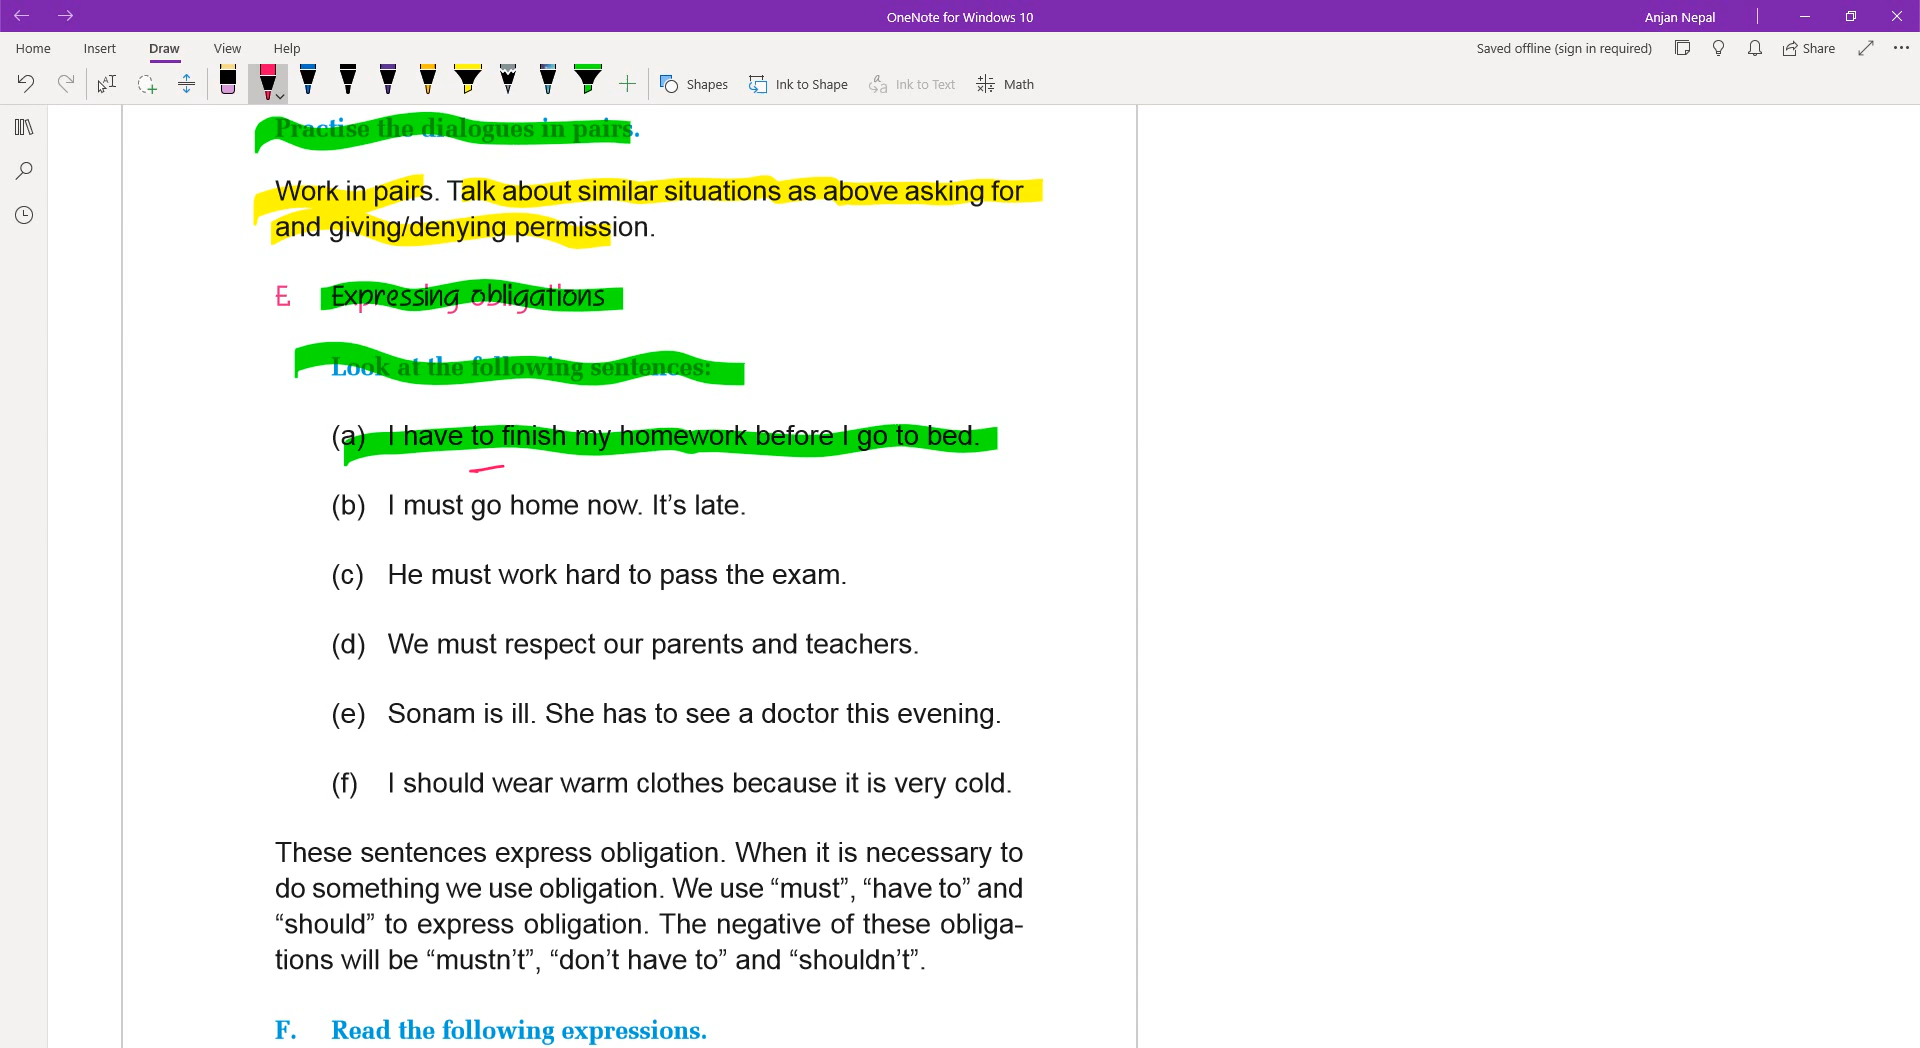 OneNote for Windows 10
Anjan Nepal
Home Insert Draw View Help
Saved offline (sign in required)
Share
Shapes Ink to Shape Ink to Text Math
Practise the dialogues in pairs.
Work in pairs. Talk about similar situations as above asking for
and giving/denying permission.
E. Expressing obligations
Look at the following sentences:
(a) I have to finish my homework before I go to bed.
(b) I must go home now. It's late.
(c) He must work hard to pass the exam.
(d) We must respect our parents and teachers.
(e) Sonam is ill. She has to see a doctor this evening.
(f) I should wear warm clothes because it is very cold.
These sentences express obligation. When it is necessary to
do something we use obligation. We use “must”, “have to” and
“should” to express obligation. The negative of these obliga-
tions will be “mustn’t”, “don’t have to” and “shouldn’t”.
F. Read the following expressions.